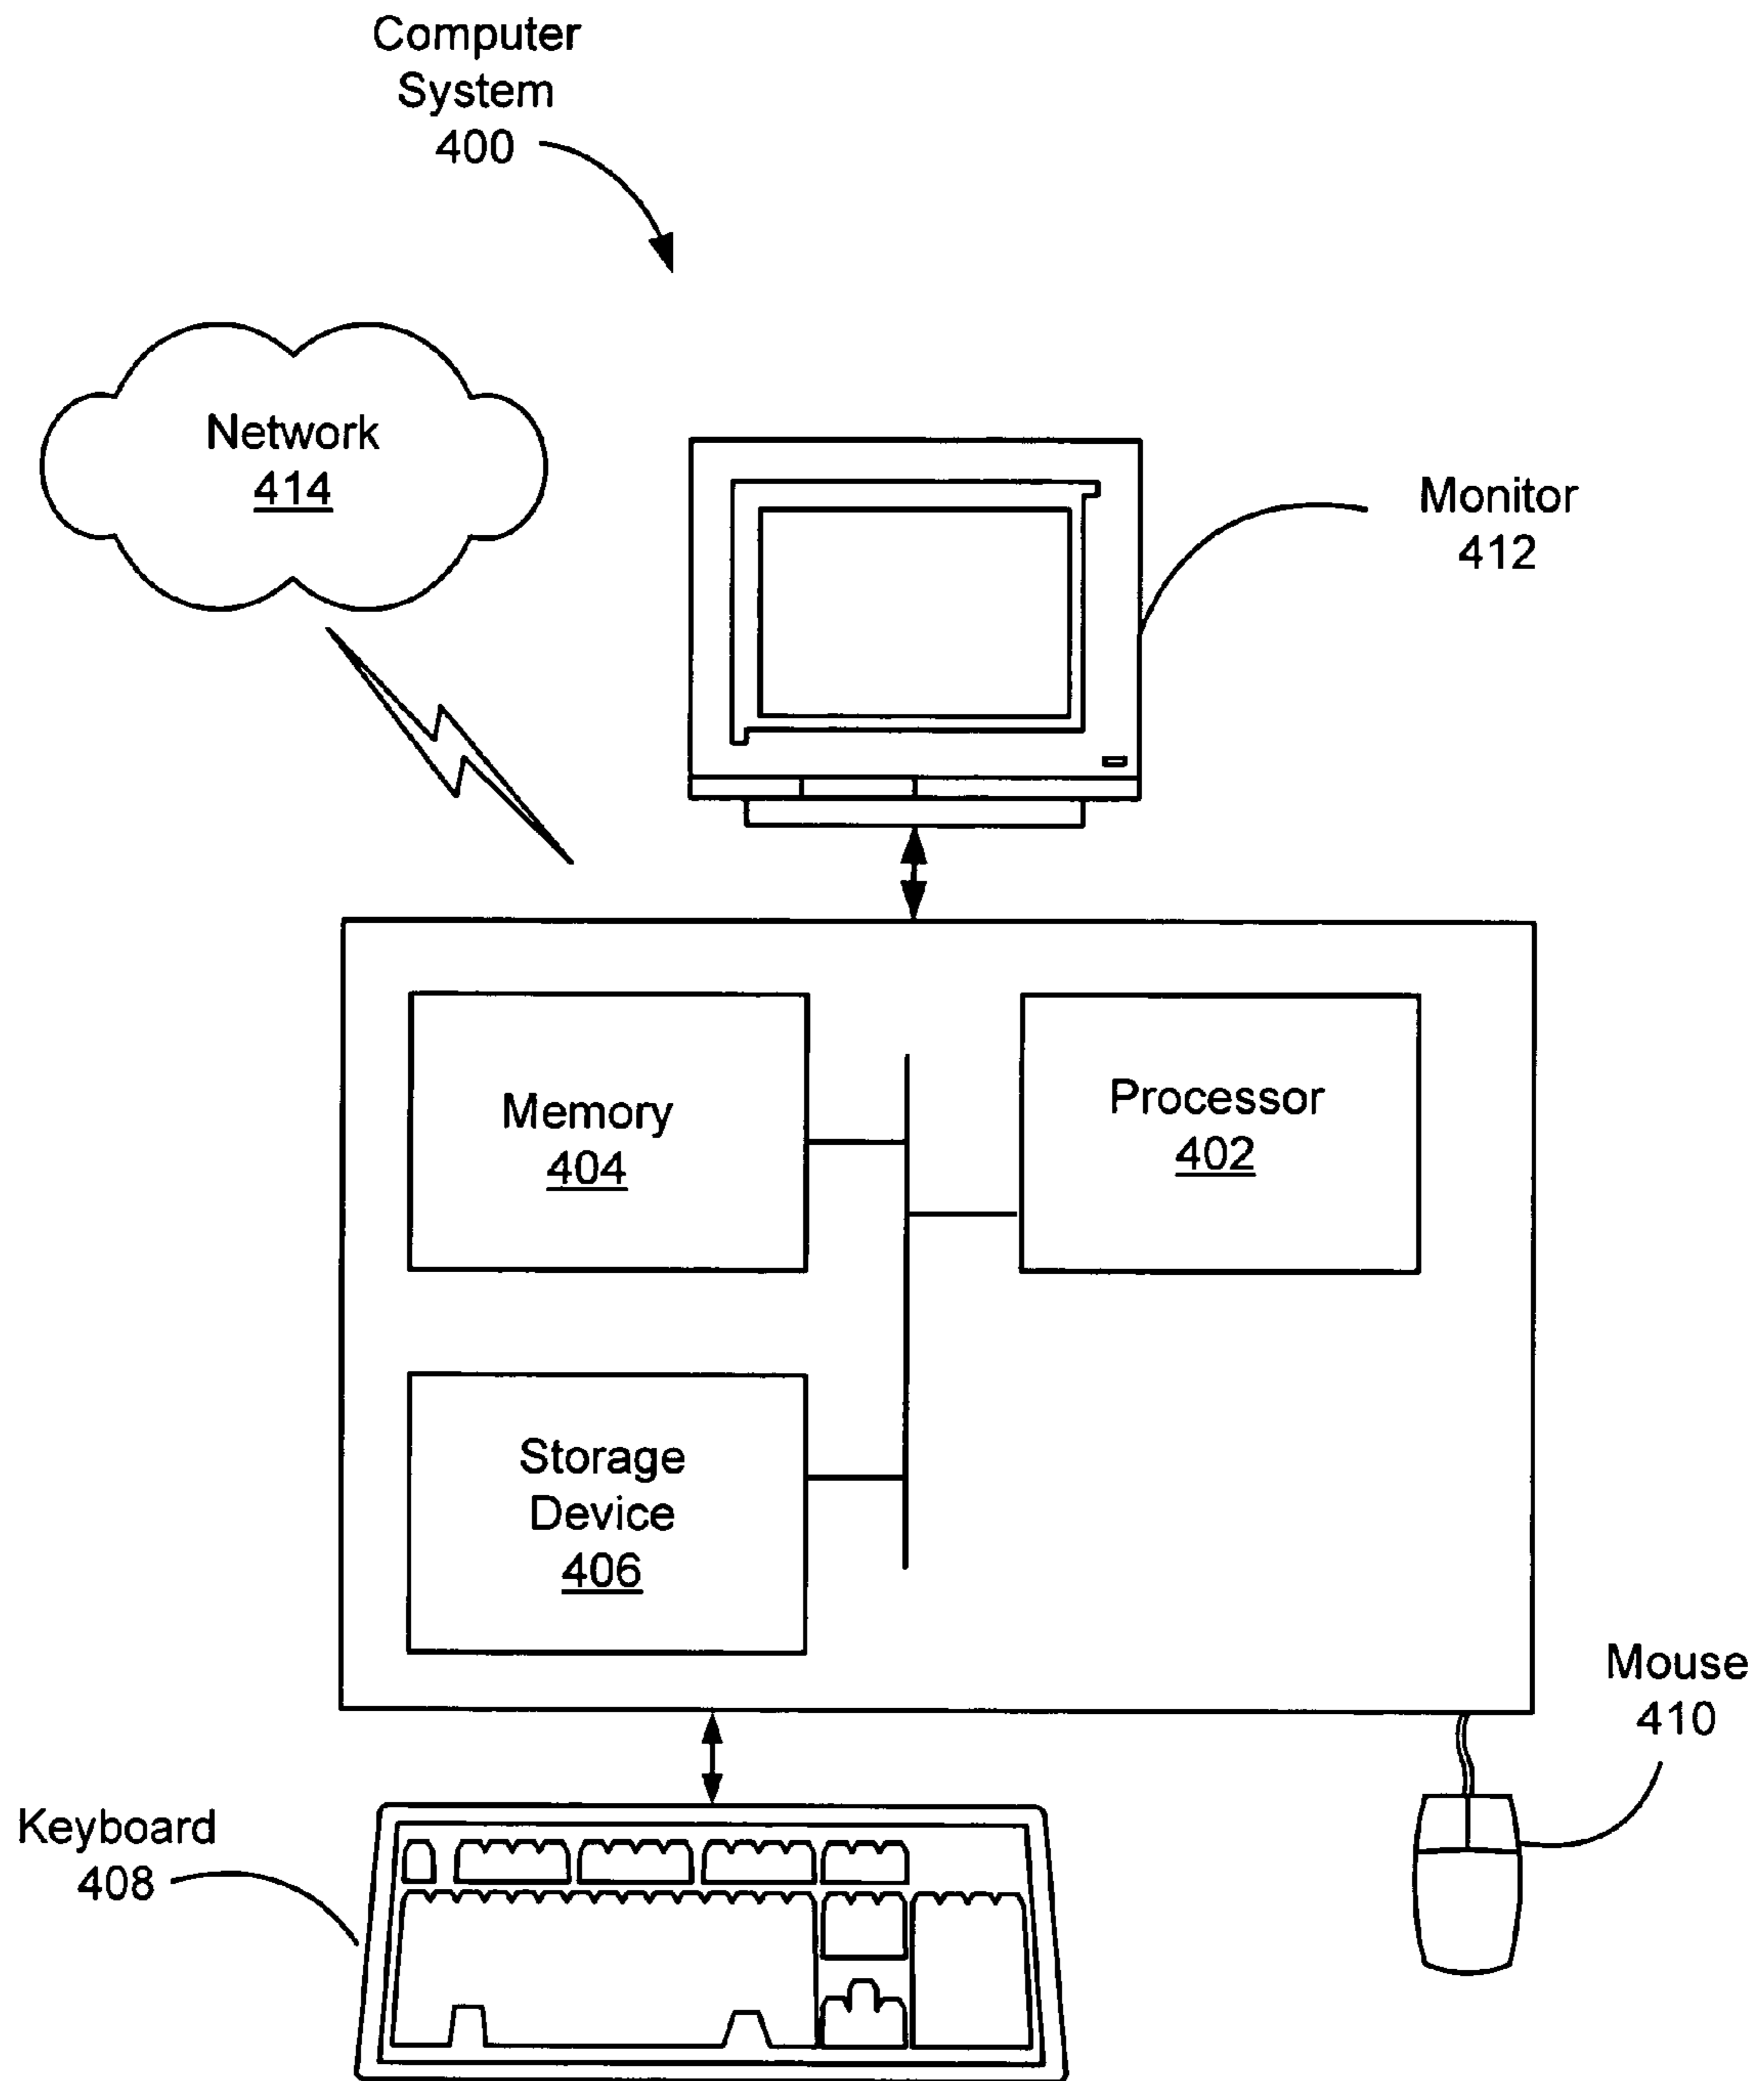 Computer
System
400
Network
414
Monitor
412
Memory
404
Processor
402
Storage
Device
406
Mouse
410
Keyboard
408